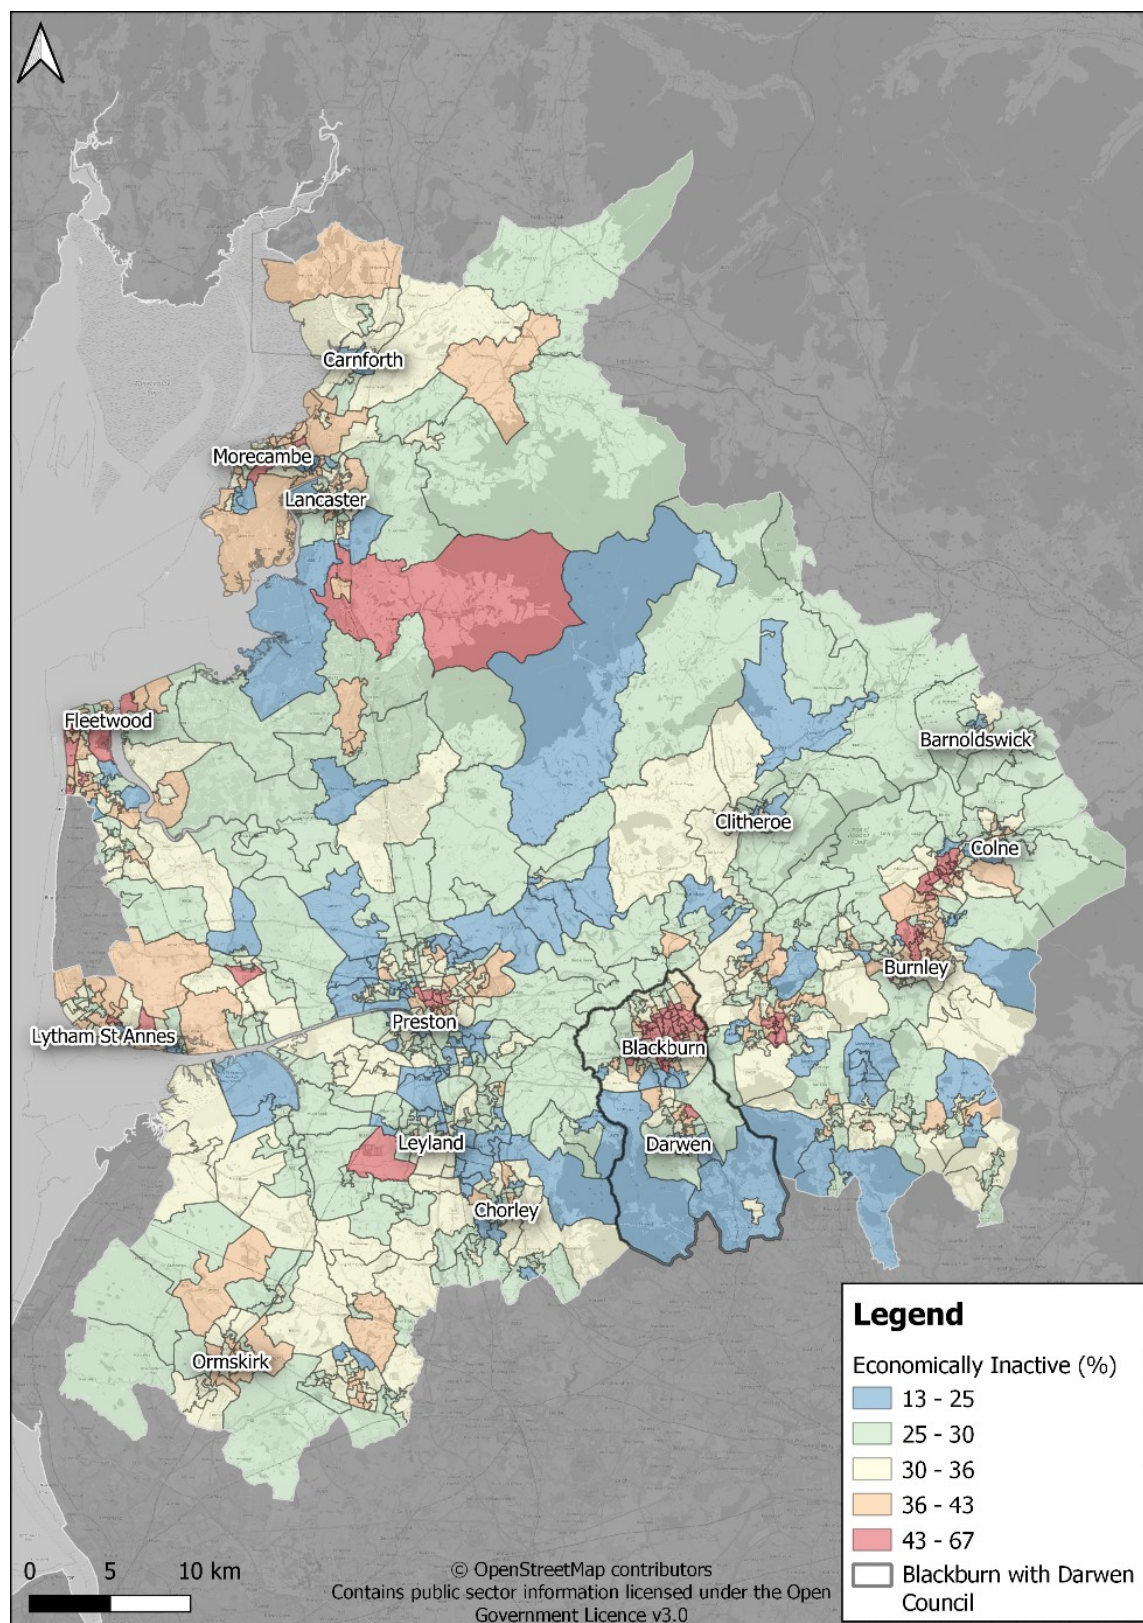 Carnforth
Morecambe
Lancaster
Fleetwood
Barnoldswick
Clitheroe
Colne
Burnley
Preston
Lytham St Annes
Blackburn
Leyland
Darwen
Chorley
Ormskirk
Legend
Economically Inactive (%)
13 - 25
25 - 30
30 - 36
36 - 43
43 - 67
Blackburn with Darwen
Council
0 5 10 km
© OpenStreetMap contributors
Contains public sector information licensed under the Open
Government Licence v3.0